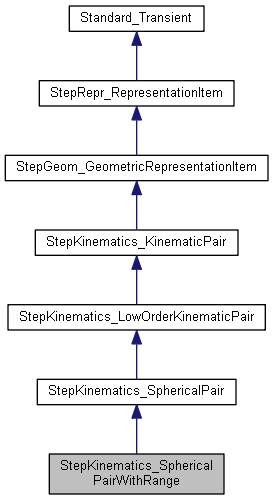 Standard_Transient
StepRepr_RepresentationItem
StepGeom_GeometricRepresentationItem
StepKinematics_KinematicPair
StepKinematics_LowOrderKinematicPair
StepKinematics_SphericalPair
StepKinematics_Spherical
PairWithRange